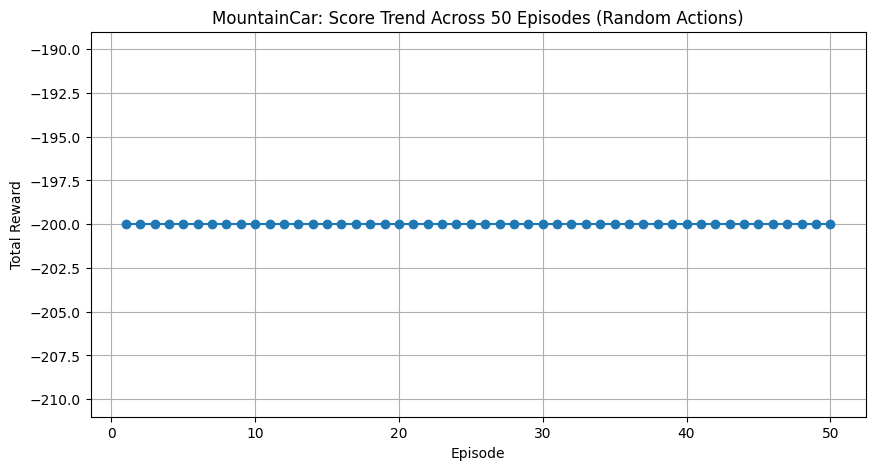 MountainCar: Score Trend Across 50 Episodes (Random Actions)
Total Reward
−190.0
−192.5
−195.0
−197.5
−200.0
−202.5
−205.0
−207.5
−210.0
0 10 20 30 40 50
Episode